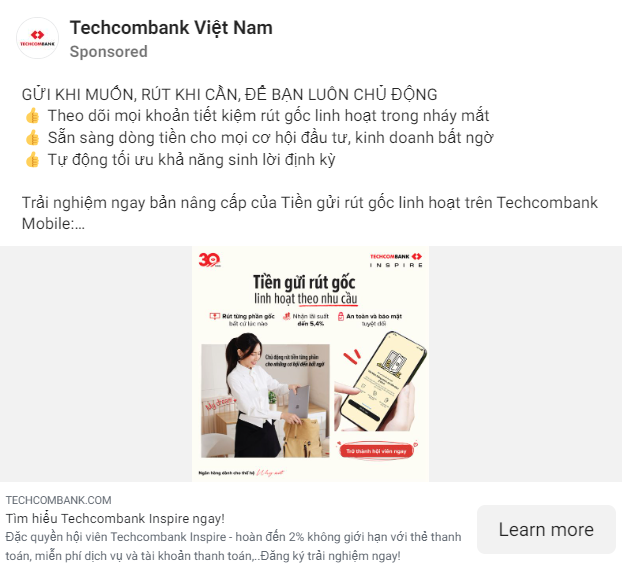 Techcombank Việt Nam
Sponsored
TECHCOMBANK
GỬI KHI MUỐN, RÚT KHI CẦN, ĐỂ BẠN LUÔN CHỦ ĐỘNG
👍 Theo dõi mọi khoản tiết kiệm rút gốc linh hoạt trong nháy mắt
👍 Sẵn sàng dòng tiền cho mọi cơ hội đầu tư, kinh doanh bất ngờ
👍 Tự động tối ưu khả năng sinh lời định kỳ
Trải nghiệm ngay bản nâng cấp của Tiền gửi rút gốc linh hoạt trên Techcombank
Mobile:...
30
TECHCOMBANK
INSPIRE
Tiền gửi rút gốc
linh hoạt theo nhu cầu
Rút từng phần gốc
bất cứ lúc nào
Nhận lãi suất
đến 5,4%
An toàn và bảo mật
tuyệt đối
Chủ động rút tiền từng phần
cho những cơ hội đến bất ngờ
My dream
Trở thành hội viên ngay
Ngân hàng dành cho thế hệ Why not
TECHCOMBANK.COM
Tìm hiểu Techcombank Inspire ngay!
Đặc quyền hội viên Techcombank Inspire - hoàn đến 2% không giới hạn với thẻ thanh
toán, miễn phí dịch vụ và tài khoản thanh toán,..Đăng ký trải nghiệm ngay!
Learn more